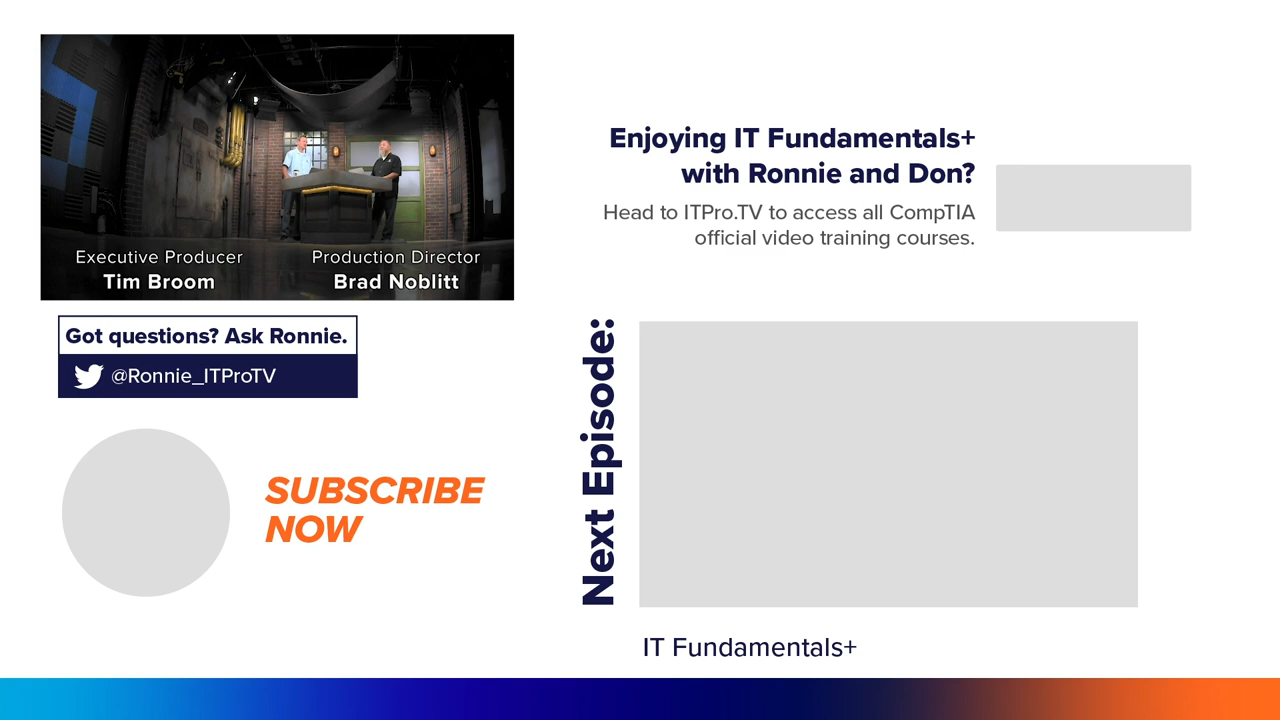 Executive Producer
Tim Broom
Production Director
Brad Noblitt
Got questions? Ask Ronnie.
@Ronnie_ITProTV
SUBSCRIBE
NOW
Enjoying IT Fundamentals+
with Ronnie and Don?
Head to ITPro.TV to access all CompTIA
official video training courses.
Next Episode:
IT Fundamentals+